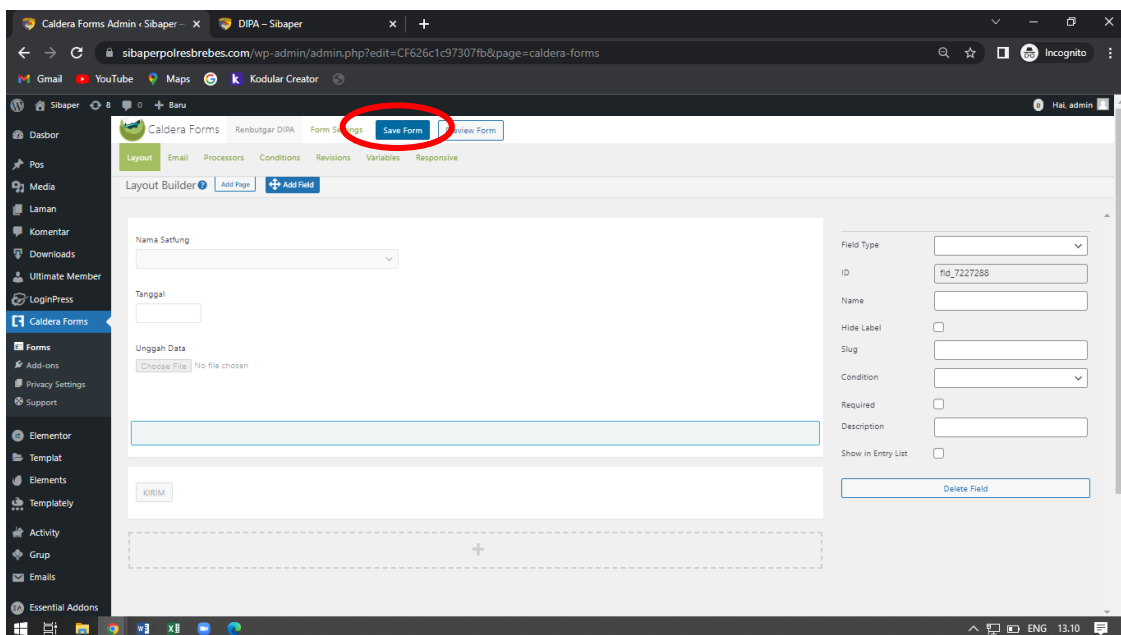 Caldera Forms Admin ‹ Sibaper –
DIPA – Sibaper
sibaperpolresbrebes.com/wp-admin/admin.php?edit=CF626c1c97307fb&page=caldera-forms
Incognito
Gmail YouTube Maps Kodular Creator
Sibaper 8 0 + Baru
Hai, admin
Dasbor
Pos
Media
Laman
Komentar
Downloads
Ultimate Member
LoginPress
Caldera Forms
Forms
Add-ons
Privacy Settings
Support
Elementor
Templat
Elements
Templately
Activity
Grup
Emails
Essential Addons
Caldera Forms Renbutgar DIPA Form Settings Save Form Preview Form
Layout Email Processors Conditions Revisions Variables Responsive
Layout Builder ? Add Page Add Field
Nama Satfung
Tanggal
Unggah Data
Choose File No file chosen
KIRIM
+
Field Type
ID fld_7227288
Name
Hide Label
Slug
Condition
Required
Description
Show in Entry List
Delete Field
ENG 13.10